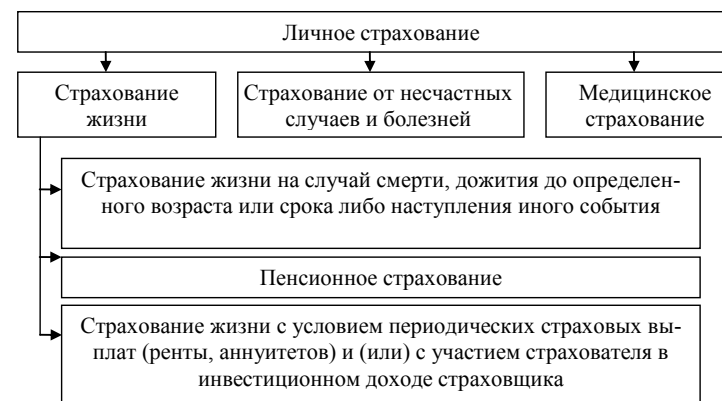 Личное страхование
Страхование
жизни
Страхование от несчастных
случаев и болезней
Медицинское
страхование
Страхование жизни на случай смерти, дожития до определен-
ного возраста или срока либо наступления иного события
Пенсионное страхование
Страхование жизни с условием периодических страховых вы-
плат (ренты, аннуитетов) и (или) с участием страхователя в
инвестиционном доходе страховщика